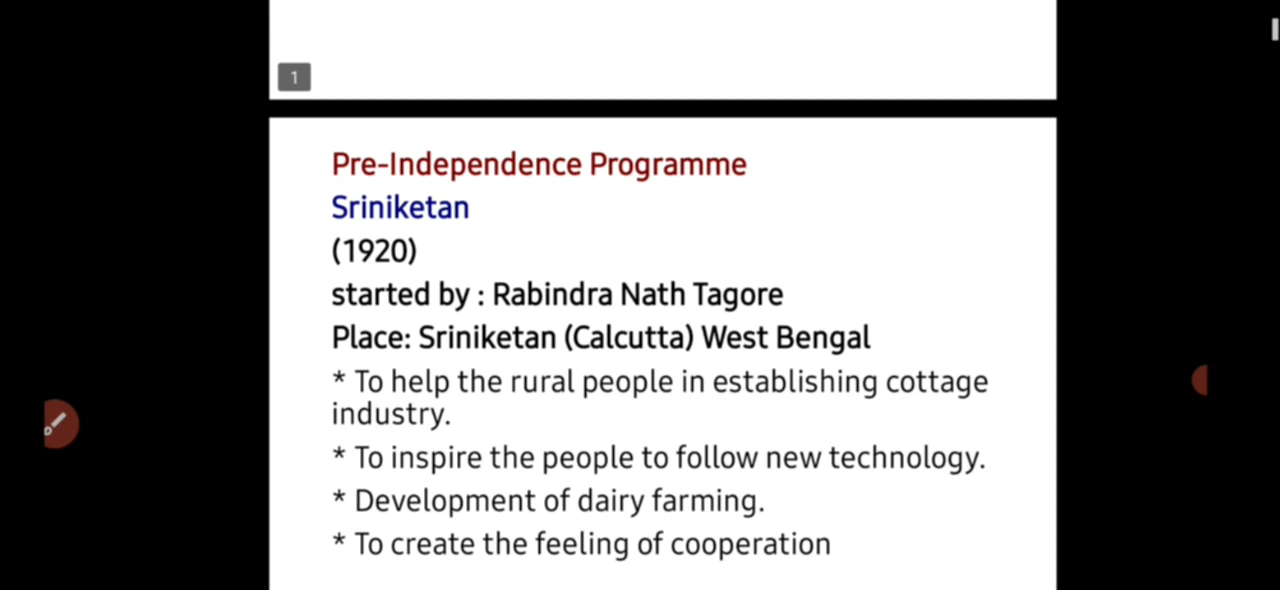 1
Pre-Independence Programme
Sriniketan
(1920)
started by : Rabindra Nath Tagore
Place: Sriniketan (Calcutta) West Bengal
* To help the rural people in establishing cottage
industry.
* To inspire the people to follow new technology.
* Development of dairy farming.
* To create the feeling of cooperation